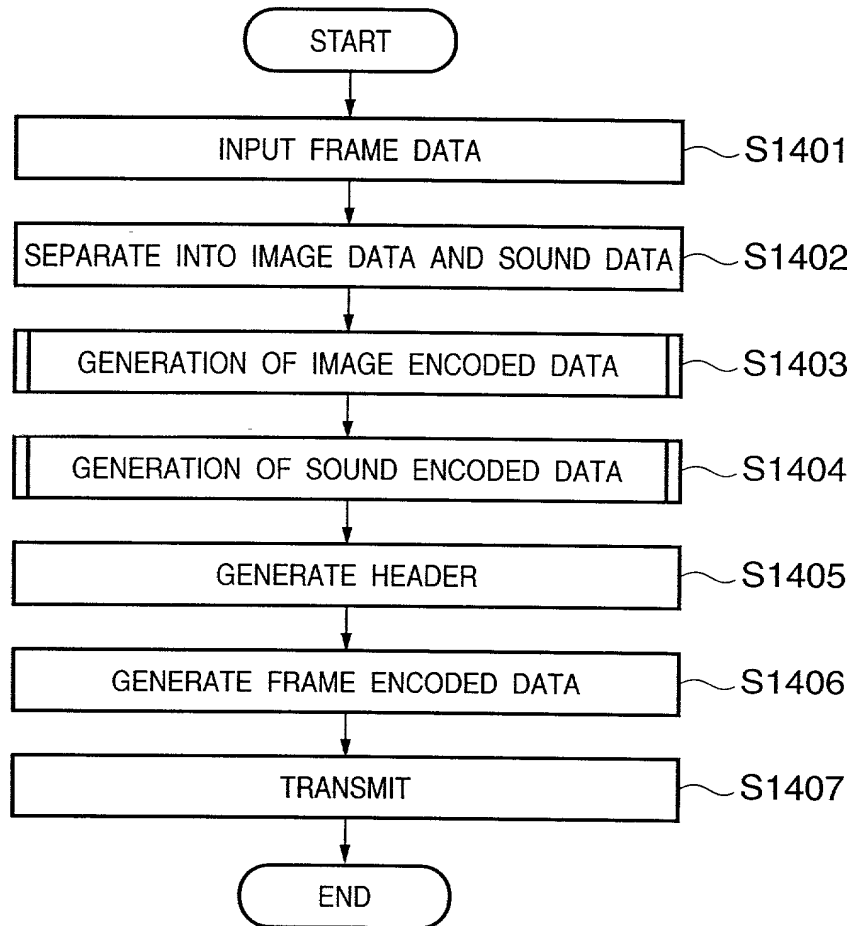 START
INPUT FRAME DATA S1401
SEPARATE INTO IMAGE DATA AND SOUND DATA S1402
GENERATION OF IMAGE ENCODED DATA S1403
GENERATION OF SOUND ENCODED DATA S1404
GENERATE HEADER S1405
GENERATE FRAME ENCODED DATA S1406
TRANSMIT S1407
END